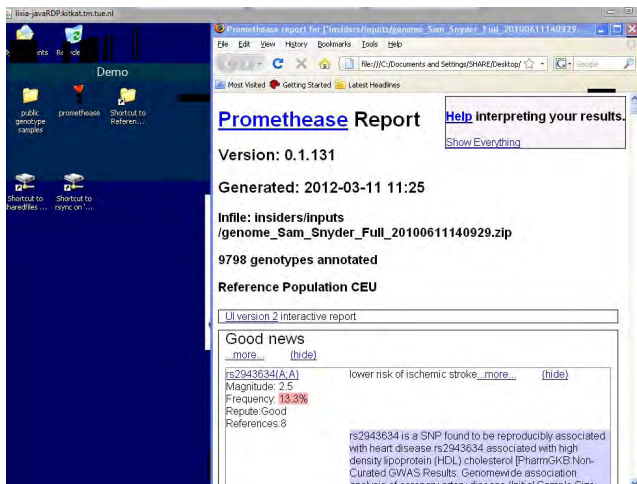 lixia-javaRDP:kitkat.tm.tue.nl
Demo
public
genotype
samples
promethease
Shortcut to
Referen...
Shortcut to
Shortcut to
rsync on '...
Promethease report for ["insiders/inputs/genome_Sam_Snyder_Full_20100611140929....
File Edit View History Bookmarks Tools Help
file:///C:/Documents and Settings/SHARE/Desktop/
Google
Most Visited Getting Started Latest Headlines
Promethease Report
Help interpreting your results.
Show Everything
Version: 0.1.131
Generated: 2012-03-11 11:25
Infile: insiders/inputs
/genome_Sam_Snyder_Full_20100611140929.zip
9798 genotypes annotated
Reference Population CEU
UI version 2 interactive report
Good news
...more... (hide)
rs2943634(A;A) lower risk of ischemic stroke...more... (hide)
Magnitude: 2.5
Frequency: 13.3%
Repute:Good
References:8
rs2943634 is a SNP found to be reproducibly associated
with heart disease rs2943634 associated with high
density lipoprotein (HDL) cholesterol [PharmGKB:Non-
Curated GWAS Results: Genomewide association